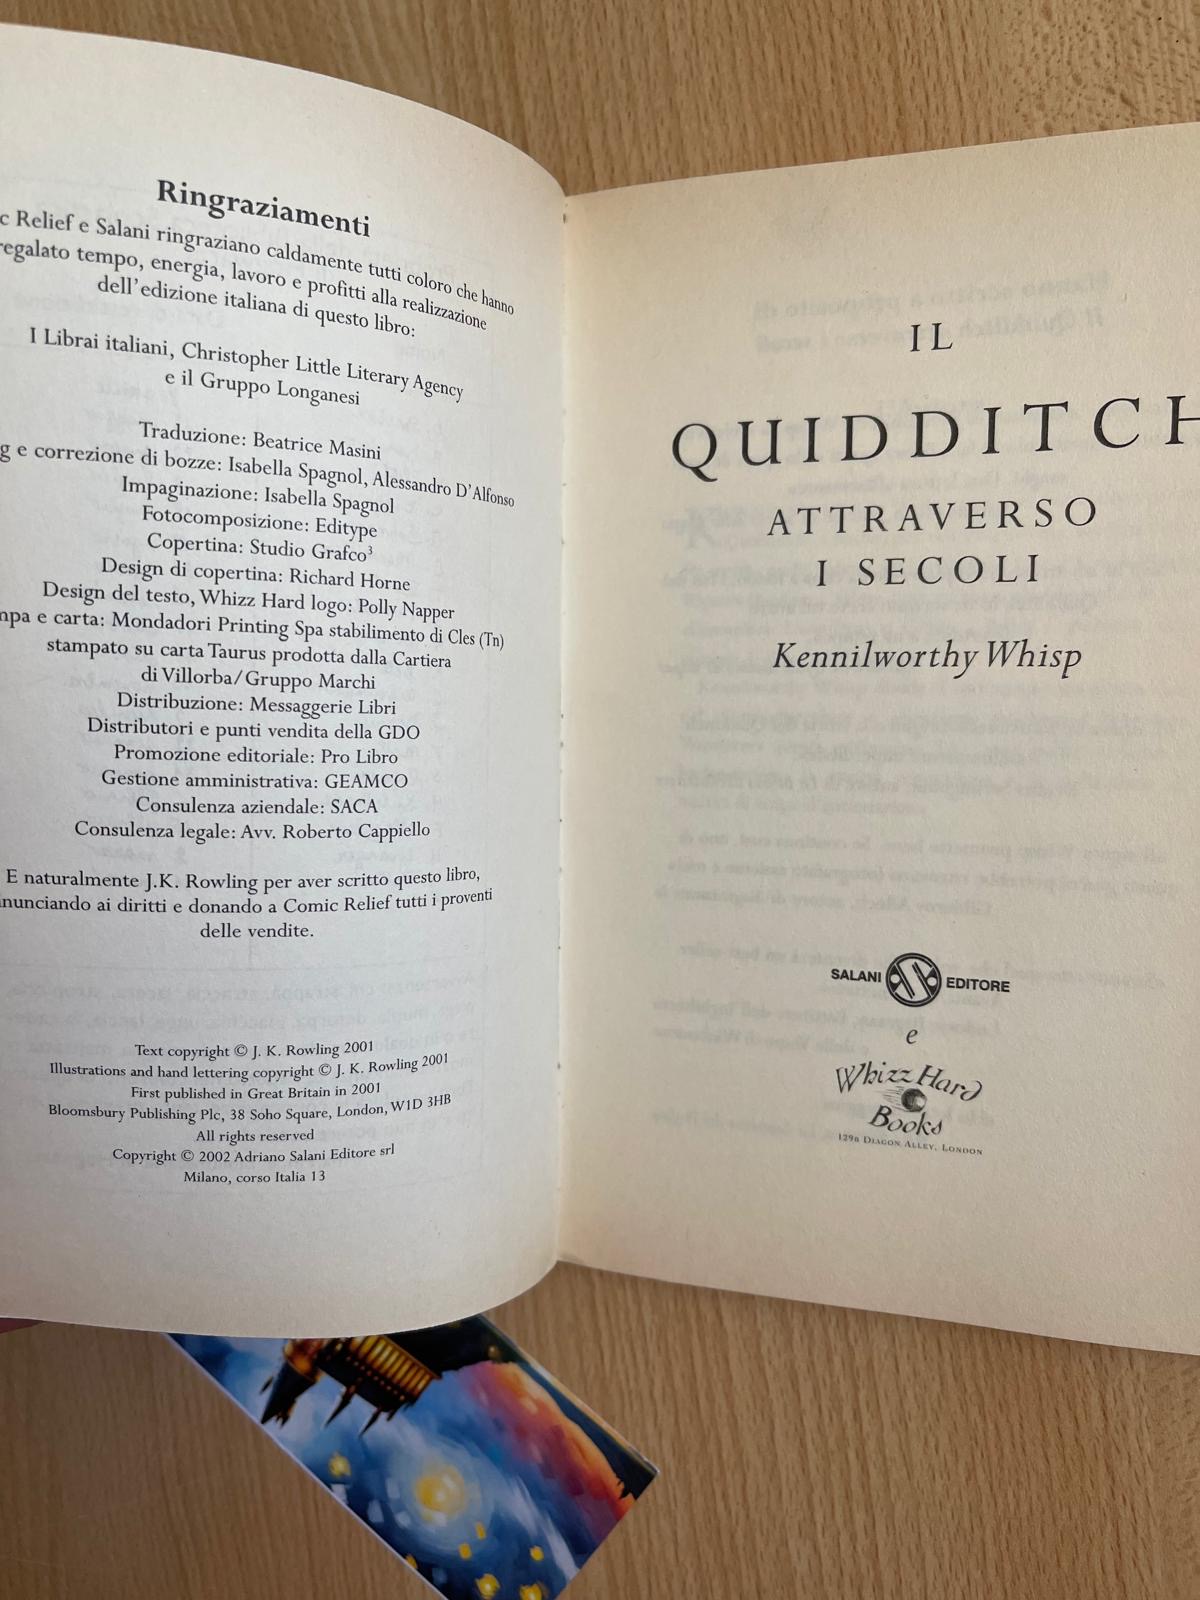 Ringraziamenti
c Relief e Salani ringraziano caldamente tutti coloro che hanno
regalato tempo, energia, lavoro e profitti alla realizzazione
dell'edizione italiana di questo libro:
I Librai italiani, Christopher Little Literary Agency
e il Gruppo Longanesi
Traduzione: Beatrice Masini
g e correzione di bozze: Isabella Spagnol, Alessandro D'Alfonso
Impaginazione: Isabella Spagnol
Fotocomposizione: Editype
Copertina: Studio Grafco³
Design di copertina: Richard Horne
Design del testo, Whizz Hard logo: Polly Napper
mpa e carta: Mondadori Printing Spa stabilimento di Cles (Tn)
stampato su carta Taurus prodotta dalla Cartiera
di Villorba/Gruppo Marchi
Distribuzione: Messaggerie Libri
Distributori e punti vendita della GDO
Promozione editoriale: Pro Libro
Gestione amministrativa: GEAMCO
Consulenza aziendale: SACA
Consulenza legale: Avv. Roberto Cappiello
E naturalmente J.K. Rowling per aver scritto questo libro,
nunciando ai diritti e donando a Comic Relief tutti i proventi
delle vendite.
Text copyright © J. K. Rowling 2001
Illustrations and hand lettering copyright © J. K. Rowling 2001
First published in Great Britain in 2001
Bloomsbury Publishing Plc, 38 Soho Square, London, W1D 3HB
All rights reserved
Copyright © 2002 Adriano Salani Editore srl
Milano, corso Italia 13
IL
QUIDDITCH
ATTRAVERSO
I SECOLI
Kennilworthy Whisp
SALANI EDITORE
e
Whizz Hard
Books
129B DIAGON ALLEY, LONDON